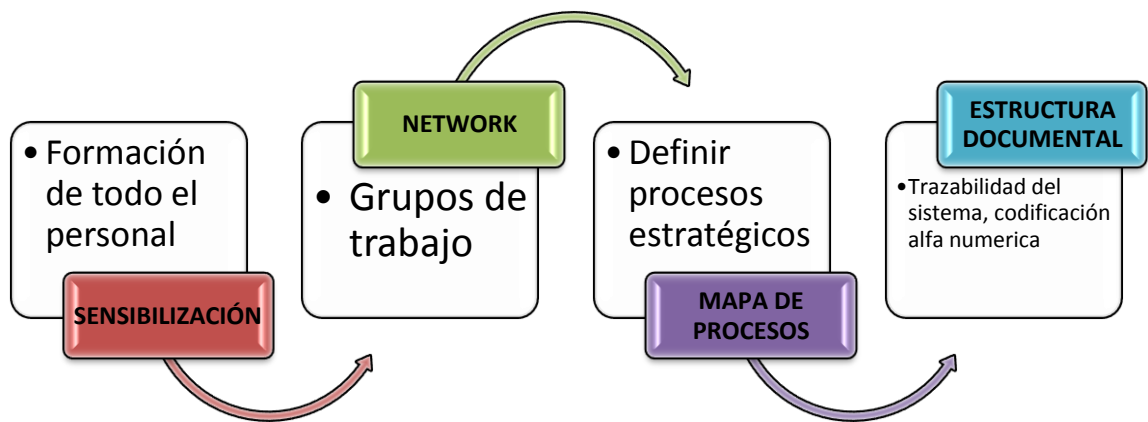 • Formación
de todo el
personal
SENSIBILIZACIÓN
NETWORK
• Grupos de
trabajo
• Definir
procesos
estratégicos
MAPA DE
PROCESOS
ESTRUCTURA
DOCUMENTAL
•Trazabilidad del
sistema, codificación
alfa numerica